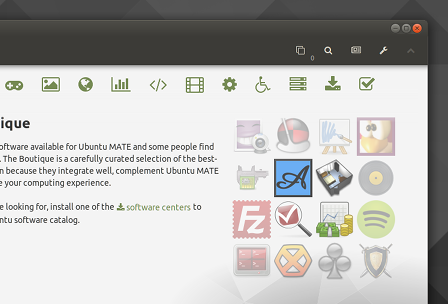 0
ique
oftware available for Ubuntu MATE and some people find
. The Boutique is a carefully curated selection of the best-
n because they integrate well, complement Ubuntu MATE
e your computing experience.
e looking for, install one of the software centers to
ntu software catalog.
A
FZ